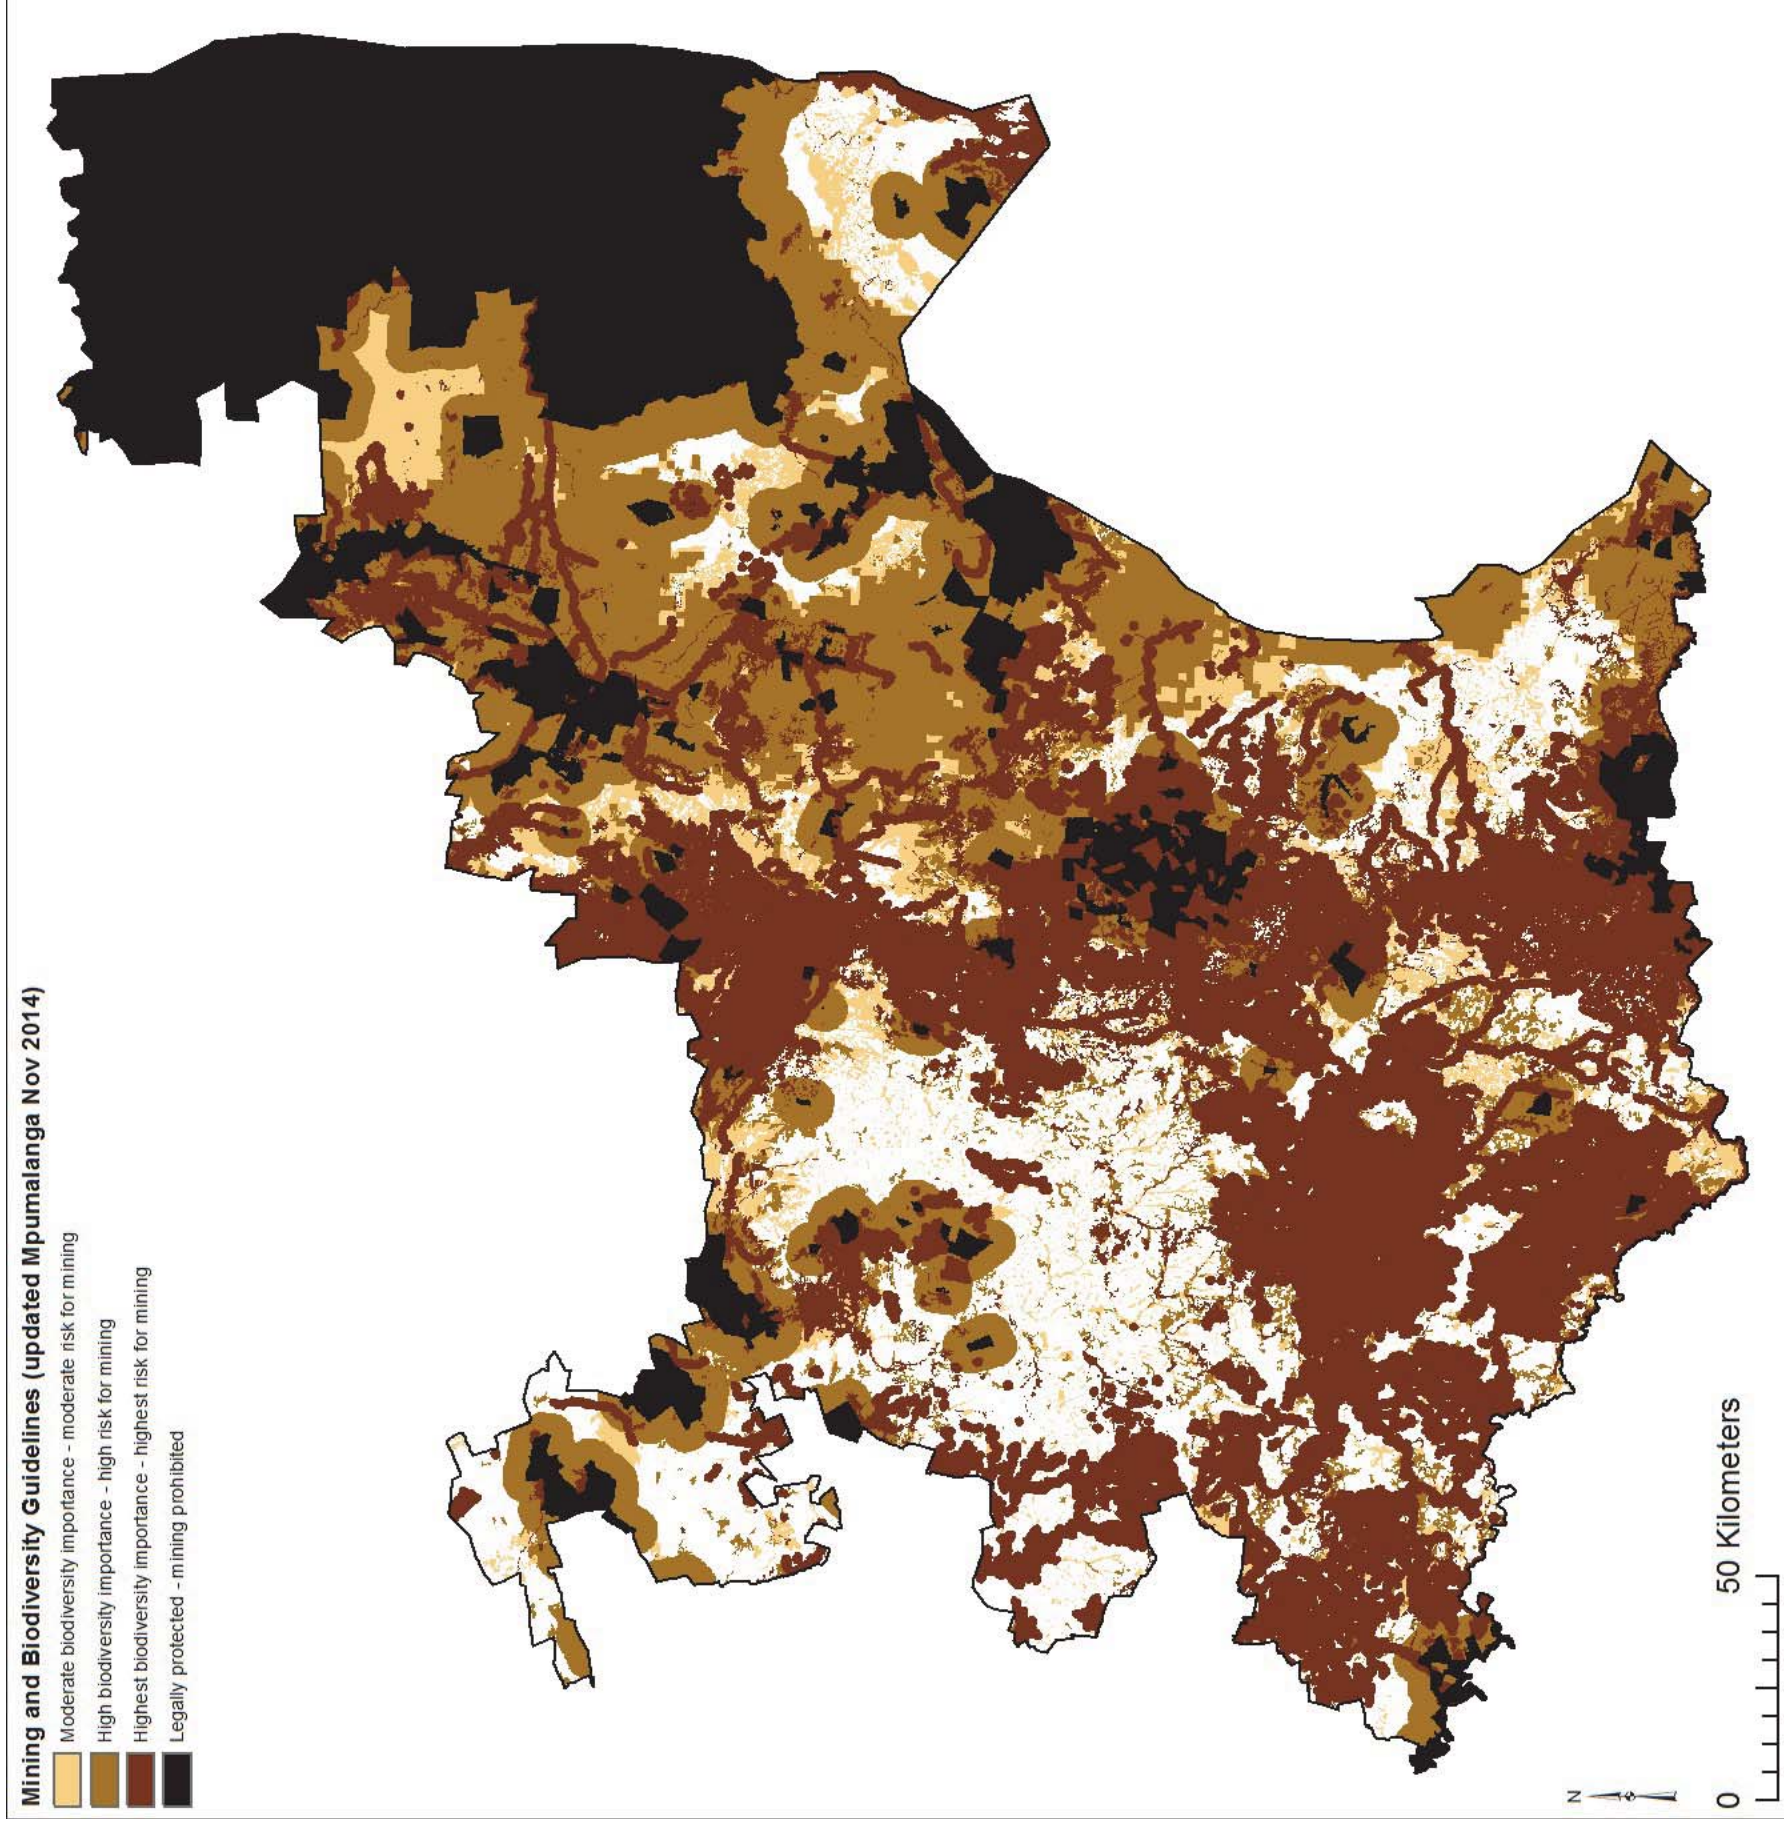 Mining and Biodiversity Guidelines (updated Mpumalanga Nov 2014)
Moderate biodiversity importance - moderate risk for mining
High biodiversity importance - high risk for mining
Highest biodiversity importance - highest risk for mining
Legally protected - mining prohibited
N
0 50 Kilometers